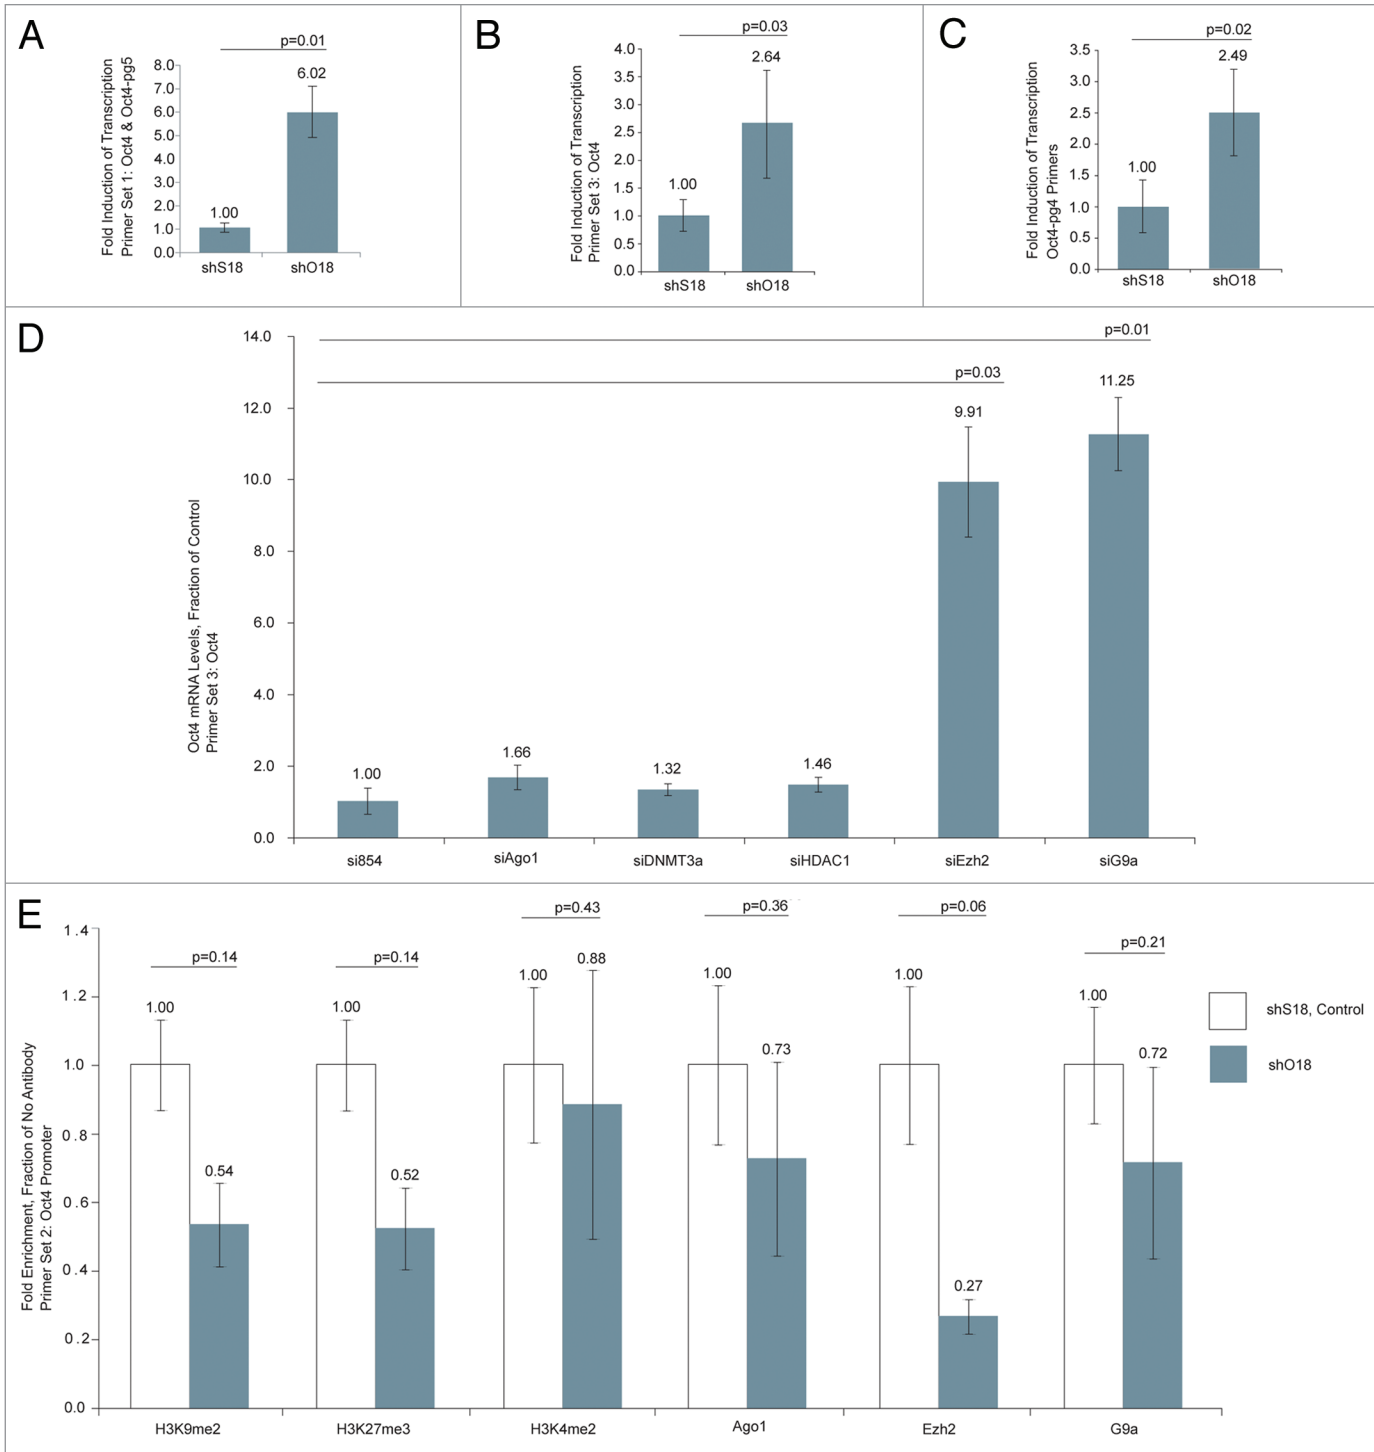 A
p=0.01
Fold Induction of Transcription
Primer Set 1: Oct4 & Oct4-pg5
8.0
7.0
6.0
5.0
4.0
3.0
2.0
1.0
0.0
1.00
6.02
shS18
shO18
B
p=0.03
Fold Induction of Transcription
Primer Set 3: Oct4
4.0
3.5
3.0
2.5
2.0
1.5
1.0
0.5
0.0
1.00
2.64
shS18
shO18
C
p=0.02
Fold Induction of Transcription
Oct4-pg4 Primers
3.5
3.0
2.5
2.0
1.5
1.0
0.5
0.0
1.00
2.49
shS18
shO18
D
p=0.01
p=0.03
Oct4 mRNA Levels, Fraction of Control
Primer Set 3: Oct4
14.0
12.0
10.0
8.0
6.0
4.0
2.0
0.0
1.00
1.66
1.32
1.46
9.91
11.25
si854
siAgo1
siDNMT3a
siHDAC1
siEzh2
siG9a
E
Fold Enrichment, Fraction of No Antibody
Primer Set 2: Oct4 Promoter
1.4
1.2
1.0
0.8
0.6
0.4
0.2
0.0
p=0.14
1.00
0.54
p=0.14
1.00
0.52
p=0.43
1.00
0.88
p=0.36
1.00
0.73
p=0.06
1.00
0.27
p=0.21
1.00
0.72
H3K9me2
H3K27me3
H3K4me2
Ago1
Ezh2
G9a
shS18, Control
shO18